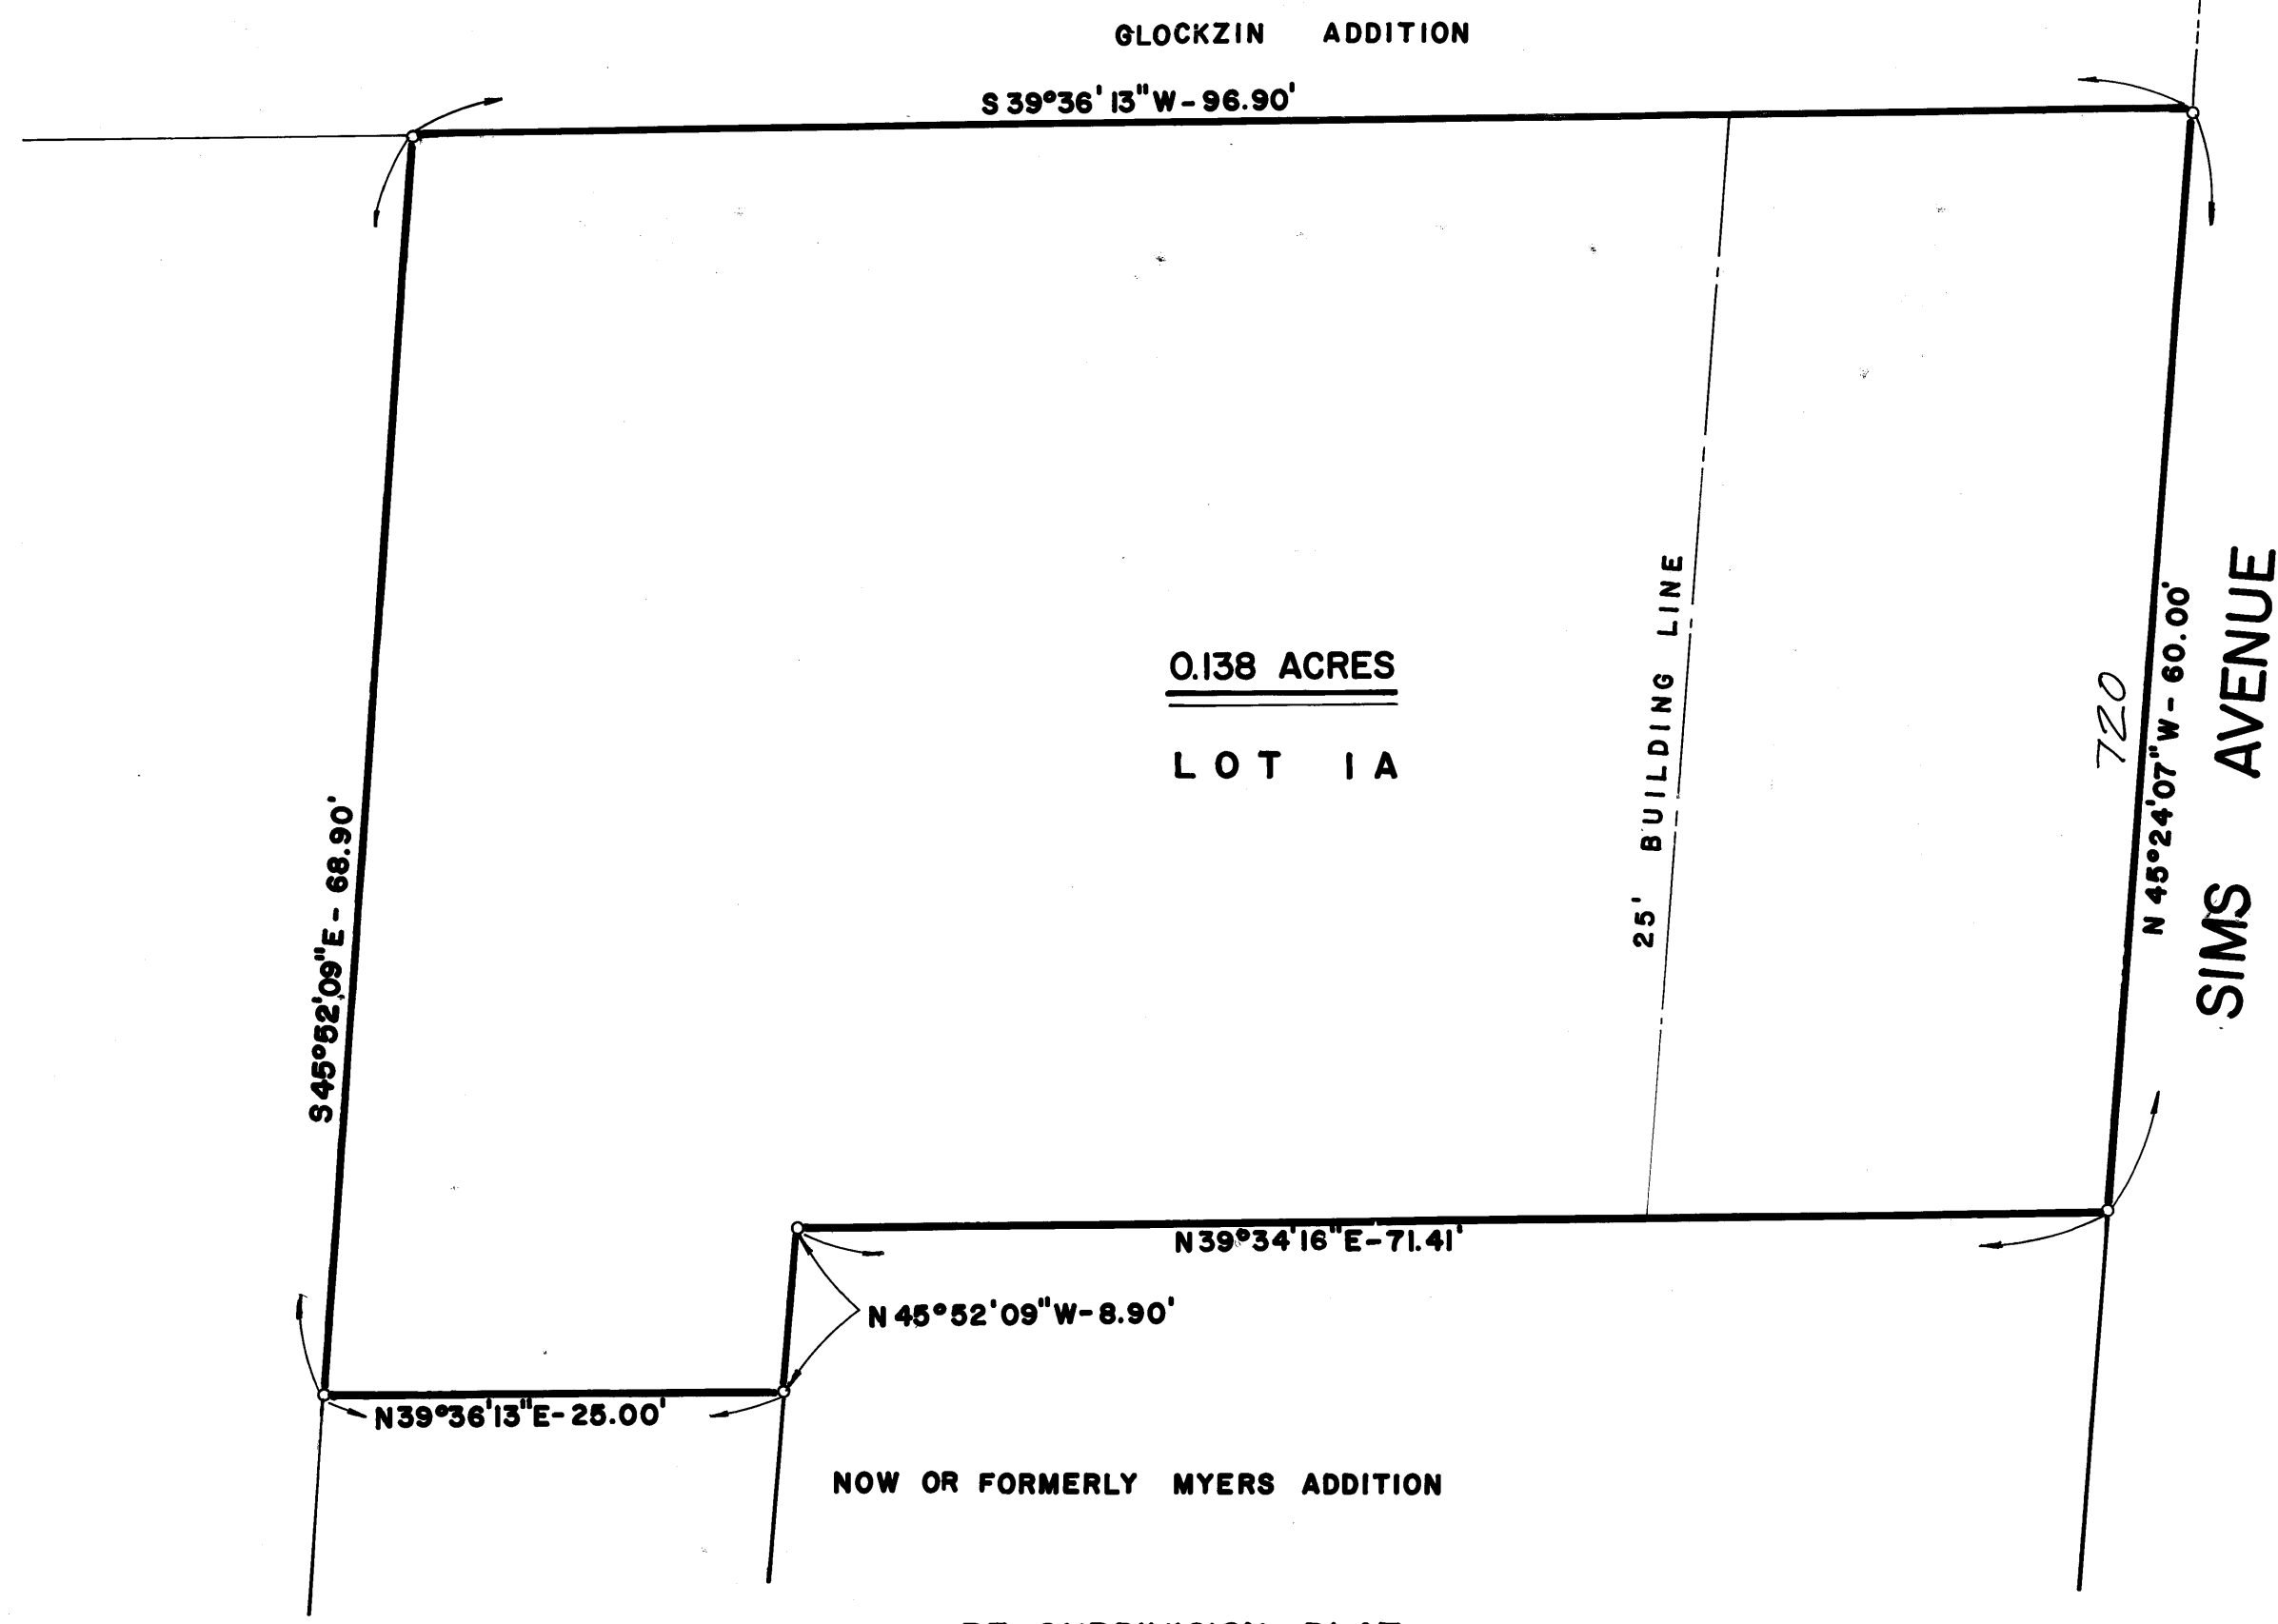 GLOCKZIN ADDITION
S 39°36'13"W-96.90'
S45°52'09"E-68.90'
0.138 ACRES
LOT 1A
25' BUILDING LINE
720
N 45°24'07"W-60.00'
SIMS AVENUE
N39°34'16"E-71.41'
N 45°52'09"W-8.90'
N39°36'13"E-25.00'
NOW OR FORMERLY MYERS ADDITION